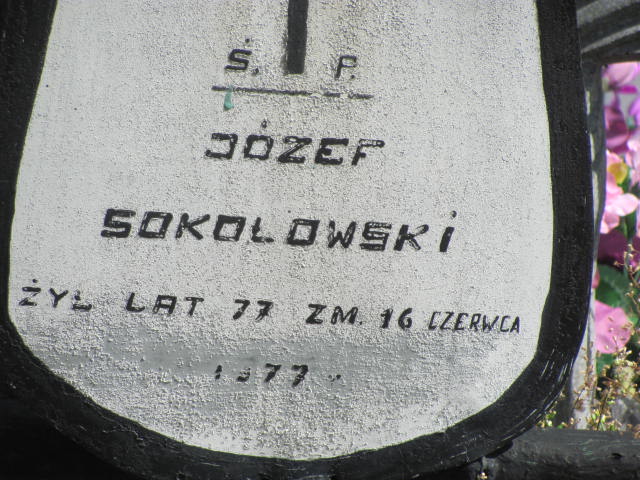 Ś. P.
JÓZEF
SOKOŁOWSKI
ŻYŁ LAT 77 ZM. 16 CZERWCA
1977 r